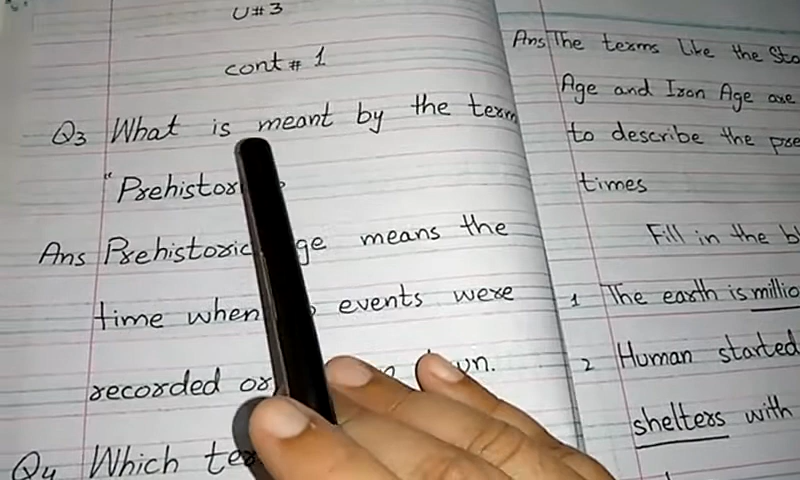 U#3
cont # 1
Q3 What is meant by the term
"Prehistor
Ans Prehistoric ge means the
time when events were
recorded or n down.
Q4 Which te
Ans The terms like the Sto
Age and Iron Age are
to describe the pre
times
Fill in the b
1 The earth is millio
2 Human started
shelters with